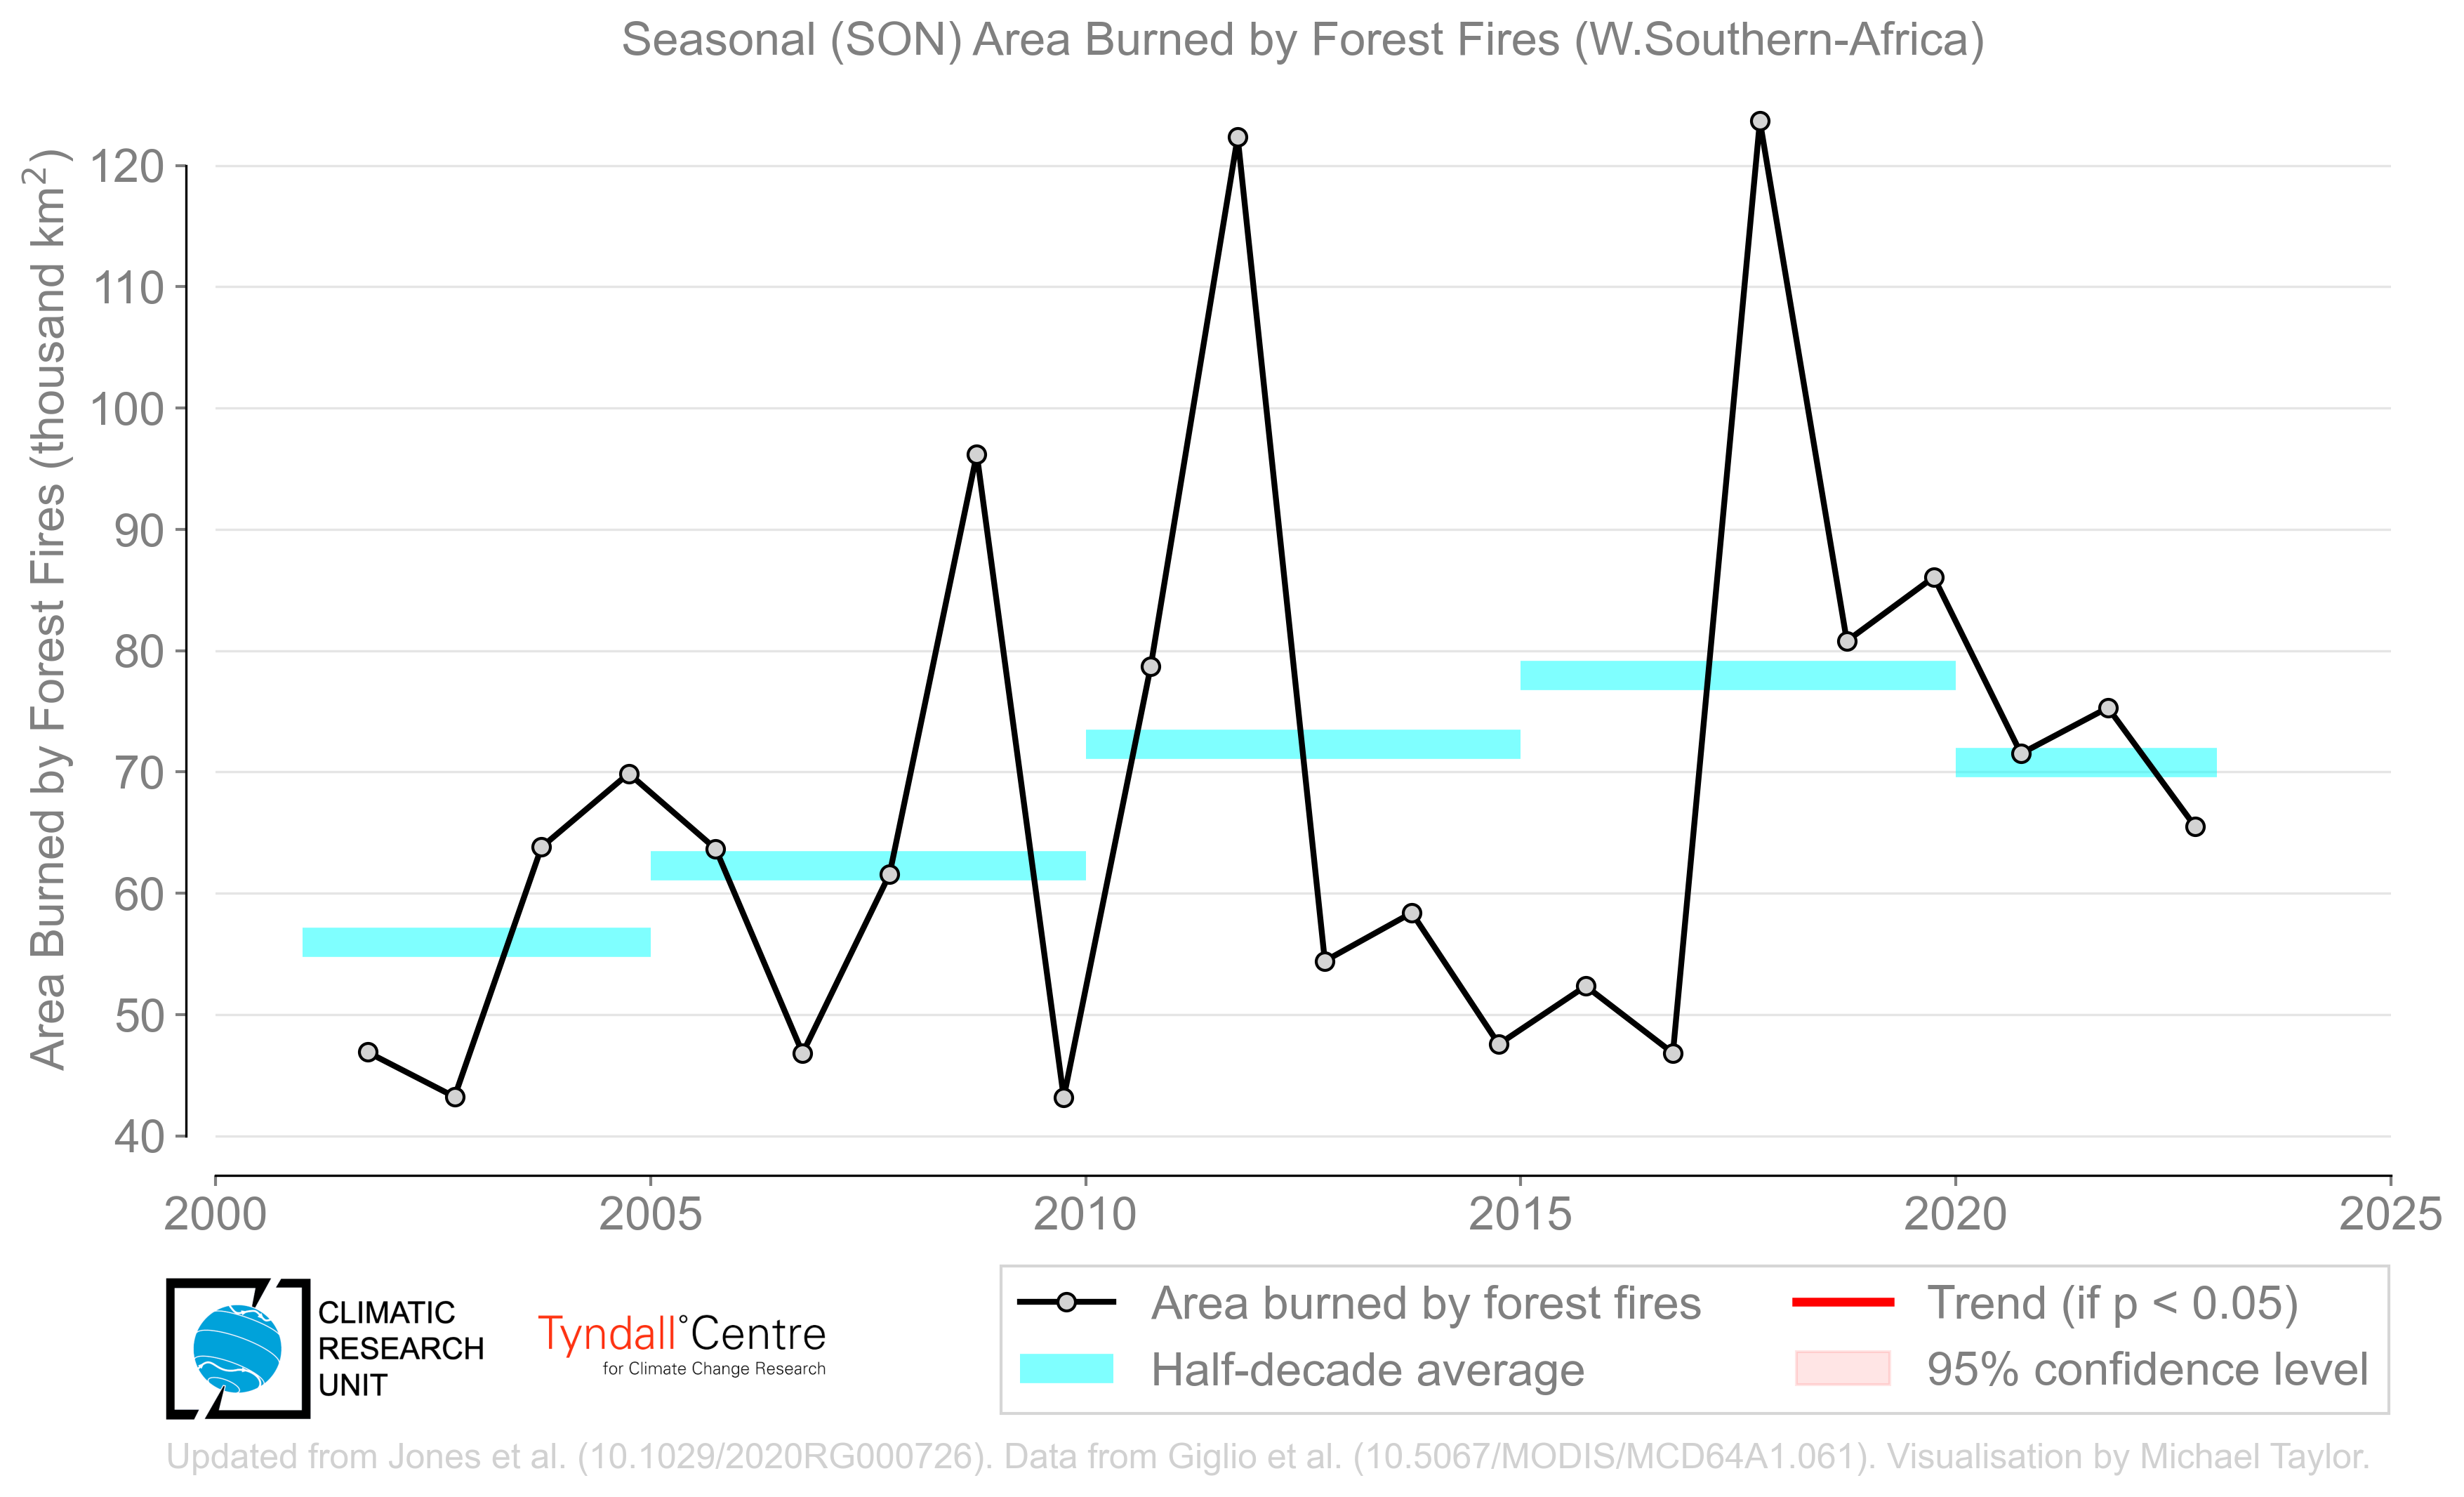 Seasonal (SON) Area Burned by Forest Fires (W.Southern-Africa)
Area Burned by Forest Fires (thousand km²)
120
110
100
90
80
70
60
50
40
2000 2005 2010 2015 2020 2025
CLIMATIC
RESEARCH
UNIT
Tyndall°Centre
for Climate Change Research
Area burned by forest fires
Half-decade average
Trend (if p < 0.05)
95% confidence level
Updated from Jones et al. (10.1029/2020RG000726). Data from Giglio et al. (10.5067/MODIS/MCD64A1.061). Visualisation by Michael Taylor.